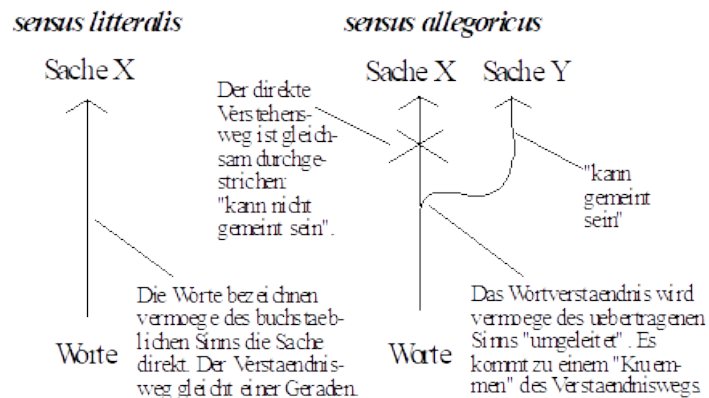 sensus litteralis
sensus allegoricus
Sache X
Sache X
Sache Y
Der direkte
Verstehens-
weg ist gleich-
sam durchge-
strichen:
"kann nicht
gemeint sein".
"kann
gemeint
sein"
Die Worte bezeichnen
vermoege des buchstaeb-
lichen Sinns die Sache
direkt. Der Verstaendnis-
weg gleicht einer Geraden.
Das Wortverstaendnis wird
vermoege des uebertragenen
Sinns "umgeleitet". Es
kommt zu einem "Kruem-
men" des Verstaendniswegs.
Worte
Worte